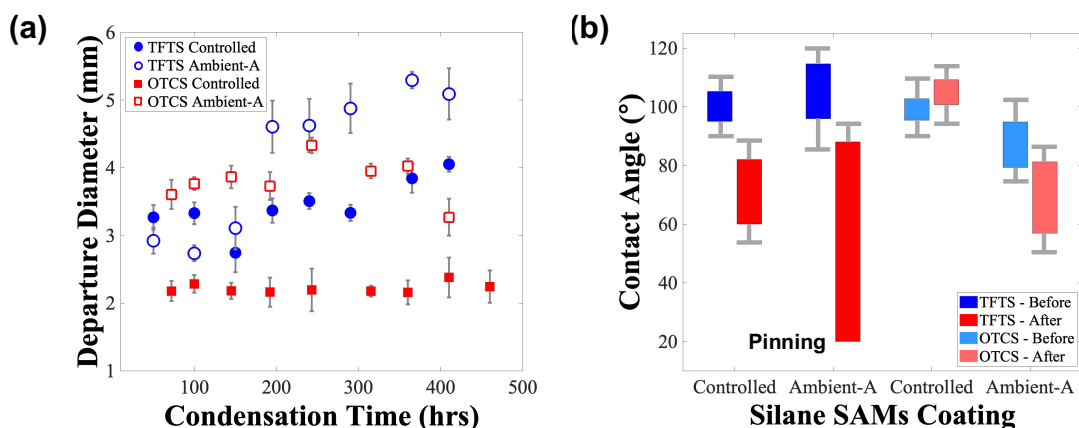 (a)
Departure Diameter (mm)
6
5
4
3
2
1
TFTS Controlled
TFTS Ambient-A
OTCS Controlled
OTCS Ambient-A
100
200
300
400
500
Condensation Time (hrs)
(b)
Contact Angle (°)
120
100
80
60
40
20
Pinning
TFTS - Before
TFTS - After
OTCS - Before
OTCS - After
Controlled
Ambient-A
Controlled
Ambient-A
Silane SAMs Coating